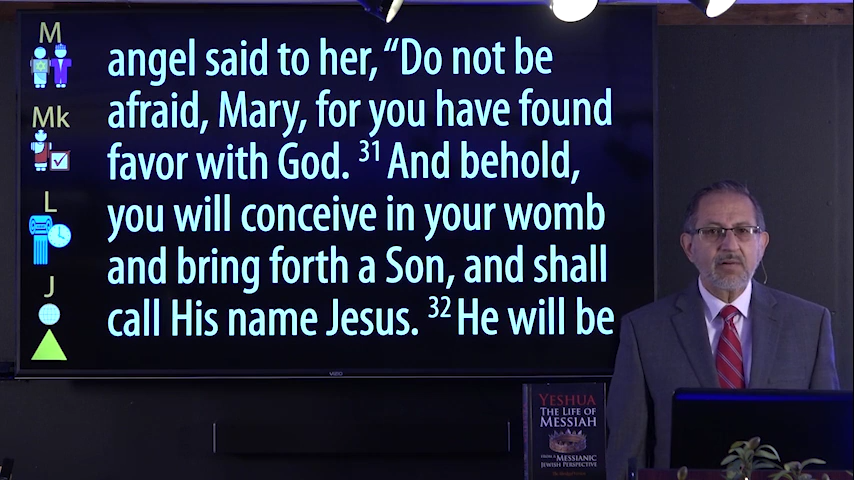 M
Mk
L
J
angel said to her, “Do not be
afraid, Mary, for you have found
favor with God. 31 And behold,
you will conceive in your womb
and bring forth a Son, and shall
call His name Jesus. 32 He will be
VIZIO
YESHUA
THE LIFE OF
MESSIAH
FROM A
MESSIANIC
JEWISH PERSPECTIVE